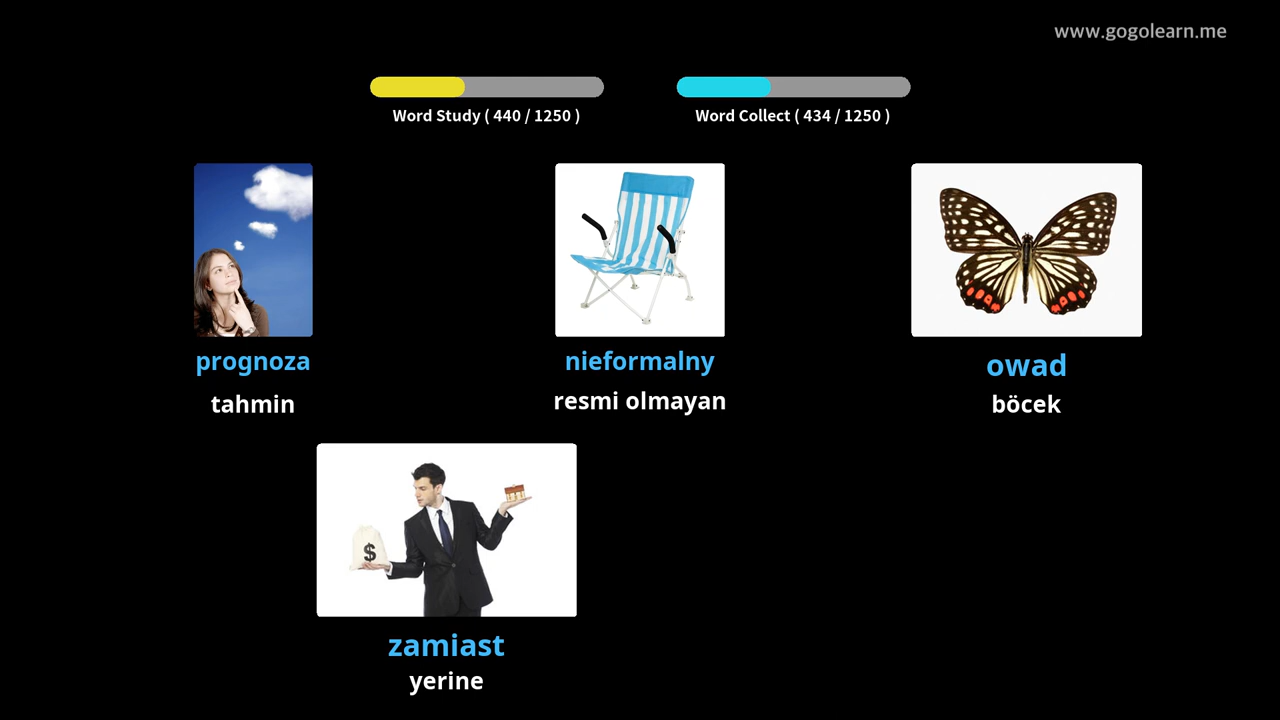 www.gogolearn.me
Word Study ( 440 / 1250 )
Word Collect ( 434 / 1250 )
prognoza
tahmin
nieformalny
resmi olmayan
owad
böcek
$
zamiast
yerine